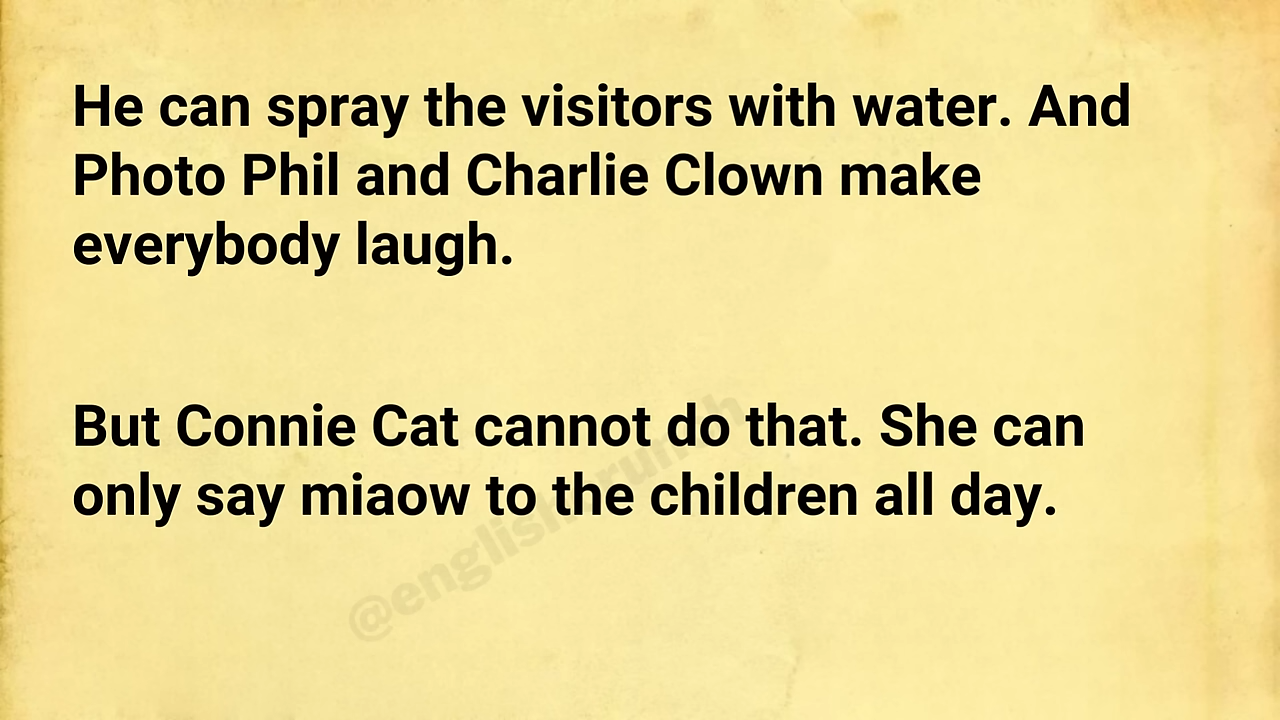 He can spray the visitors with water. And
Photo Phil and Charlie Clown make
everybody laugh.
But Connie Cat cannot do that. She can
only say miaow to the children all day.